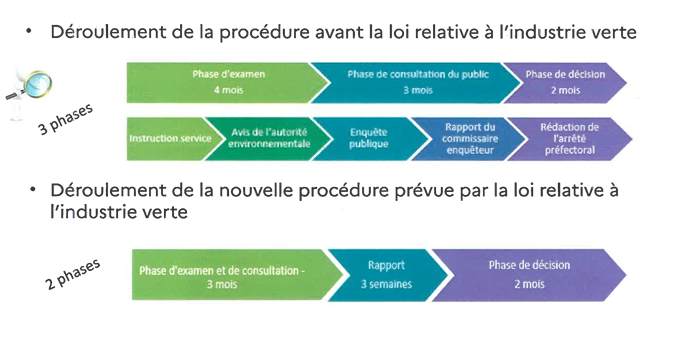 • Déroulement de la procédure avant la loi relative à l'industrie verte
3 phases
Phase d'examen
4 mois
Phase de consultation du public
3 mois
Phase de décision
2 mois
Instruction service
Avis de l'autorité
environnementale
Enquête
publique
Rapport du
commissaire
enquêteur
Rédaction de
l'arrêté
préfectoral
• Déroulement de la nouvelle procédure prévue par la loi relative à
l'industrie verte
2 phases
Phase d'examen et de consultation -
3 mois
Rapport
3 semaines
Phase de décision
2 mois